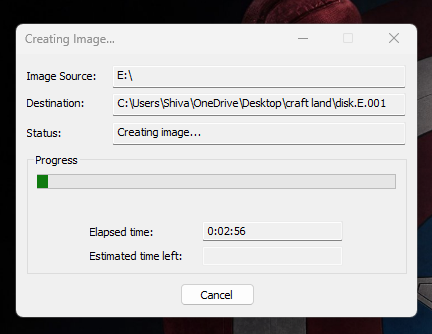 Creating Image...
Image Source: E:\
Destination: C:\Users\Shiva\OneDrive\Desktop\craft land\disk.E.001
Status: Creating image...
Progress
Elapsed time: 0:02:56
Estimated time left:
Cancel